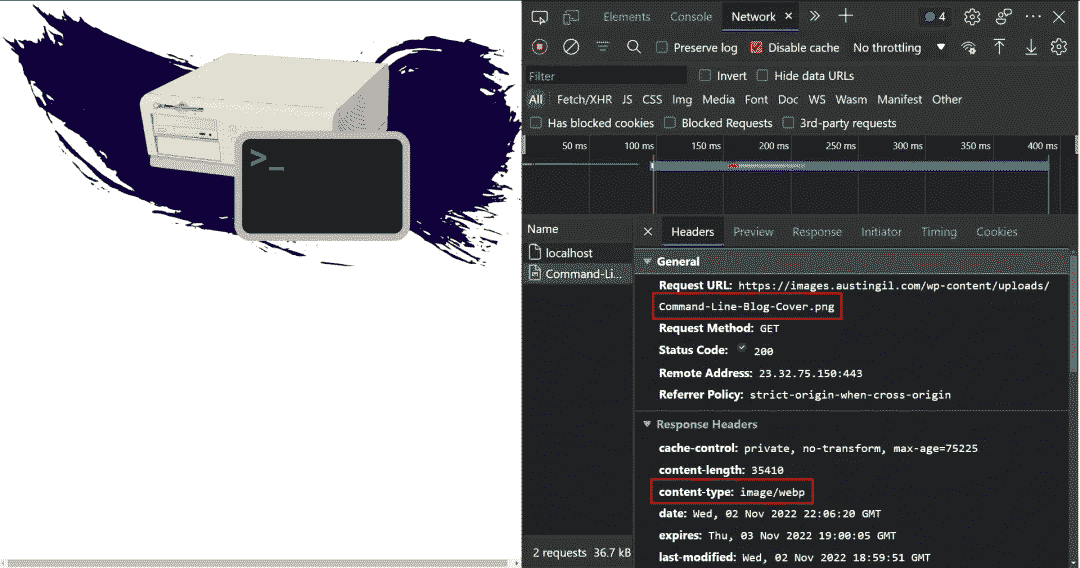 >_
Elements Console Network × » + 4 ··· ×
Preserve log Disable cache No throttling
Filter Invert Hide data URLs
All Fetch/XHR JS CSS Img Media Font Doc WS Wasm Manifest Other
Has blocked cookies Blocked Requests 3rd-party requests
50 ms 100 ms 150 ms 200 ms 250 ms 300 ms 350 ms 400 ms
Name
localhost
Command-Li...
2 requests 36.7 kB
× Headers Preview Response Initiator Timing Cookies
General
Request URL: https://images.austingil.com/wp-content/uploads/
Command-Line-Blog-Cover.png
Request Method: GET
Status Code: 200
Remote Address: 23.32.75.150:443
Referrer Policy: strict-origin-when-cross-origin
Response Headers
cache-control: private, no-transform, max-age=75225
content-length: 35410
content-type: image/webp
date: Wed, 02 Nov 2022 22:06:20 GMT
expires: Thu, 03 Nov 2022 19:00:05 GMT
last-modified: Wed, 02 Nov 2022 18:59:51 GMT